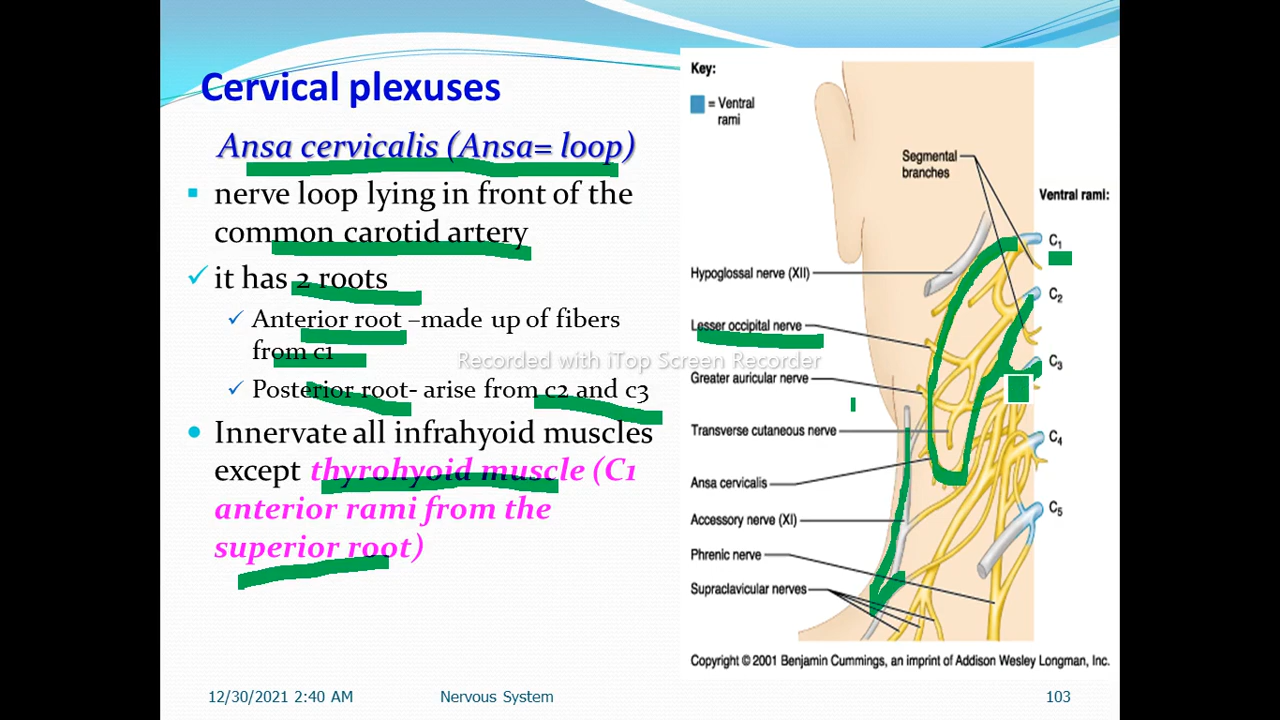 Cervical plexuses
Ansa cervicalis (Ansa= loop)
nerve loop lying in front of the
common carotid artery
it has 2 roots
Anterior root –made up of fibers
from c1
Posterior root- arise from c2 and c3
Innervate all infrahyoid muscles
except thyrohyoid muscle (C1
anterior rami from the
superior root)
Key:
= Ventral
rami
Segmental
branches
Ventral rami:
C1
Hypoglossal nerve (XII)
C2
Lesser occipital nerve
C3
Greater auricular nerve
Transverse cutaneous nerve
C4
Ansa cervicalis
C5
Accessory nerve (XI)
Phrenic nerve
Supraclavicular nerves
Copyright © 2001 Benjamin Cummings, an imprint of Addison Wesley Longman, Inc.
Recorded with iTop Screen Recorder
12/30/2021 2:40 AM
Nervous System
103